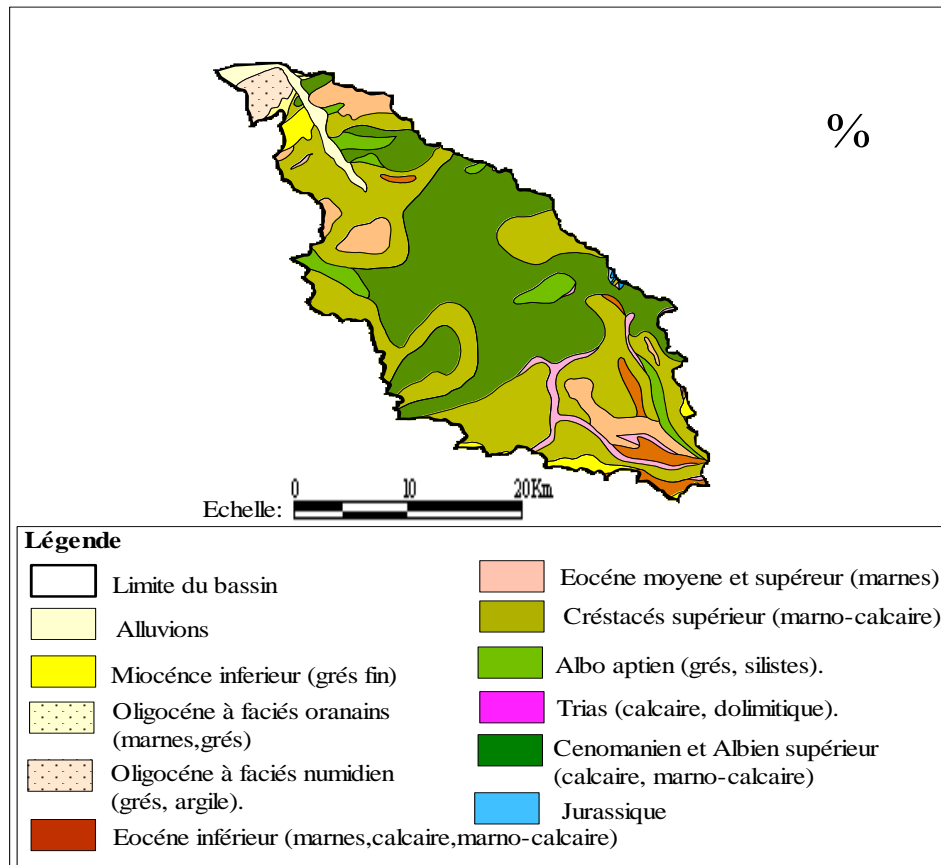 %
0 10 20Km
Echelle:
Légende
Limite du bassin
Alluvions
Miocénce inferieur (grés fin)
Oligocéne à faciés oranains
(marnes,grés)
Oligocéne à faciés numidien
(grés, argile).
Eocéne inférieur (marnes,calcaire,marno-calcaire)
Eocéne moyene et supéreur (marnes)
Créstacés supérieur (marno-calcaire)
Albo aptien (grés, silistes).
Trias (calcaire, dolimitique).
Cenomanien et Albien supérieur
(calcaire, marno-calcaire)
Jurassique